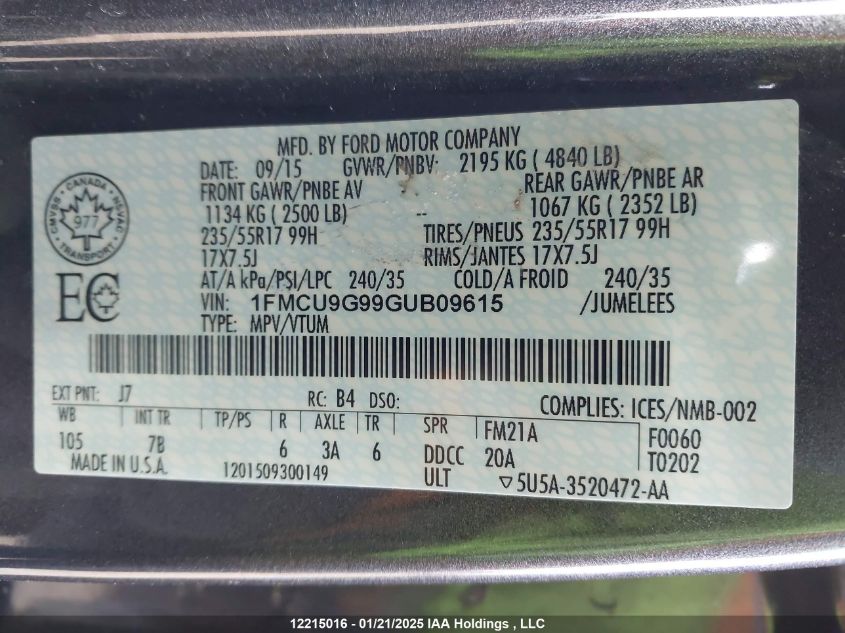 MFD. BY FORD MOTOR COMPANY
DATE: 09/15 GVWR/PNBV: 2195 KG ( 4840 LB)
FRONT GAWR/PNBE AV REAR GAWR/PNBE AR
1134 KG ( 2500 LB) -- 1067 KG ( 2352 LB)
235/55R17 99H TIRES/PNEUS 235/55R17 99H
17X7.5J RIMS/JANTES 17X7.5J
AT/A kPa/PSI/LPC 240/35 COLD/A FROID 240/35
VIN: 1FMCU9G99GUB09615 /JUMELEES
TYPE: MPV/VTUM
CMVSS · CANADA · NSVAC
977
TRANSPORT
EC
EXT PNT: J7 RC: B4 DSO: COMPLIES: ICES/NMB-002
WB INT TR TP/PS R AXLE TR SPR FM21A F0060
105 7B 6 3A 6 DDCC 20A T0202
MADE IN U.S.A. 1201509300149 ULT ▽5U5A-3520472-AA
12215016 - 01/21/2025 IAA Holdings , LLC